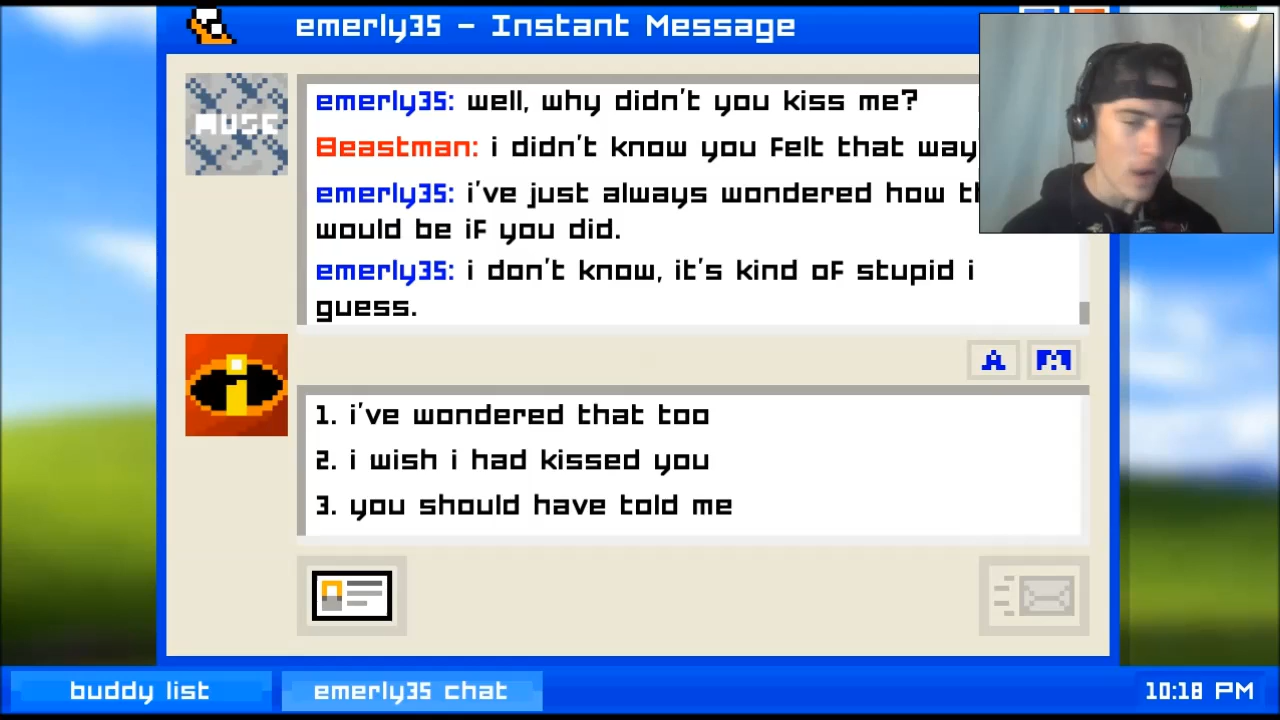 emerly35 - Instant Message
MUSE
emerly35: well, why didn't you kiss me?
Beastman: i didn't know you felt that way
emerly35: i've just always wondered how
would be if you did.
emerly35: i don't know, it's kind of stupid i
guess.
A M
1. i've wondered that too
2. i wish i had kissed you
3. you should have told me
buddy list
emerly35 chat
10:18 PM